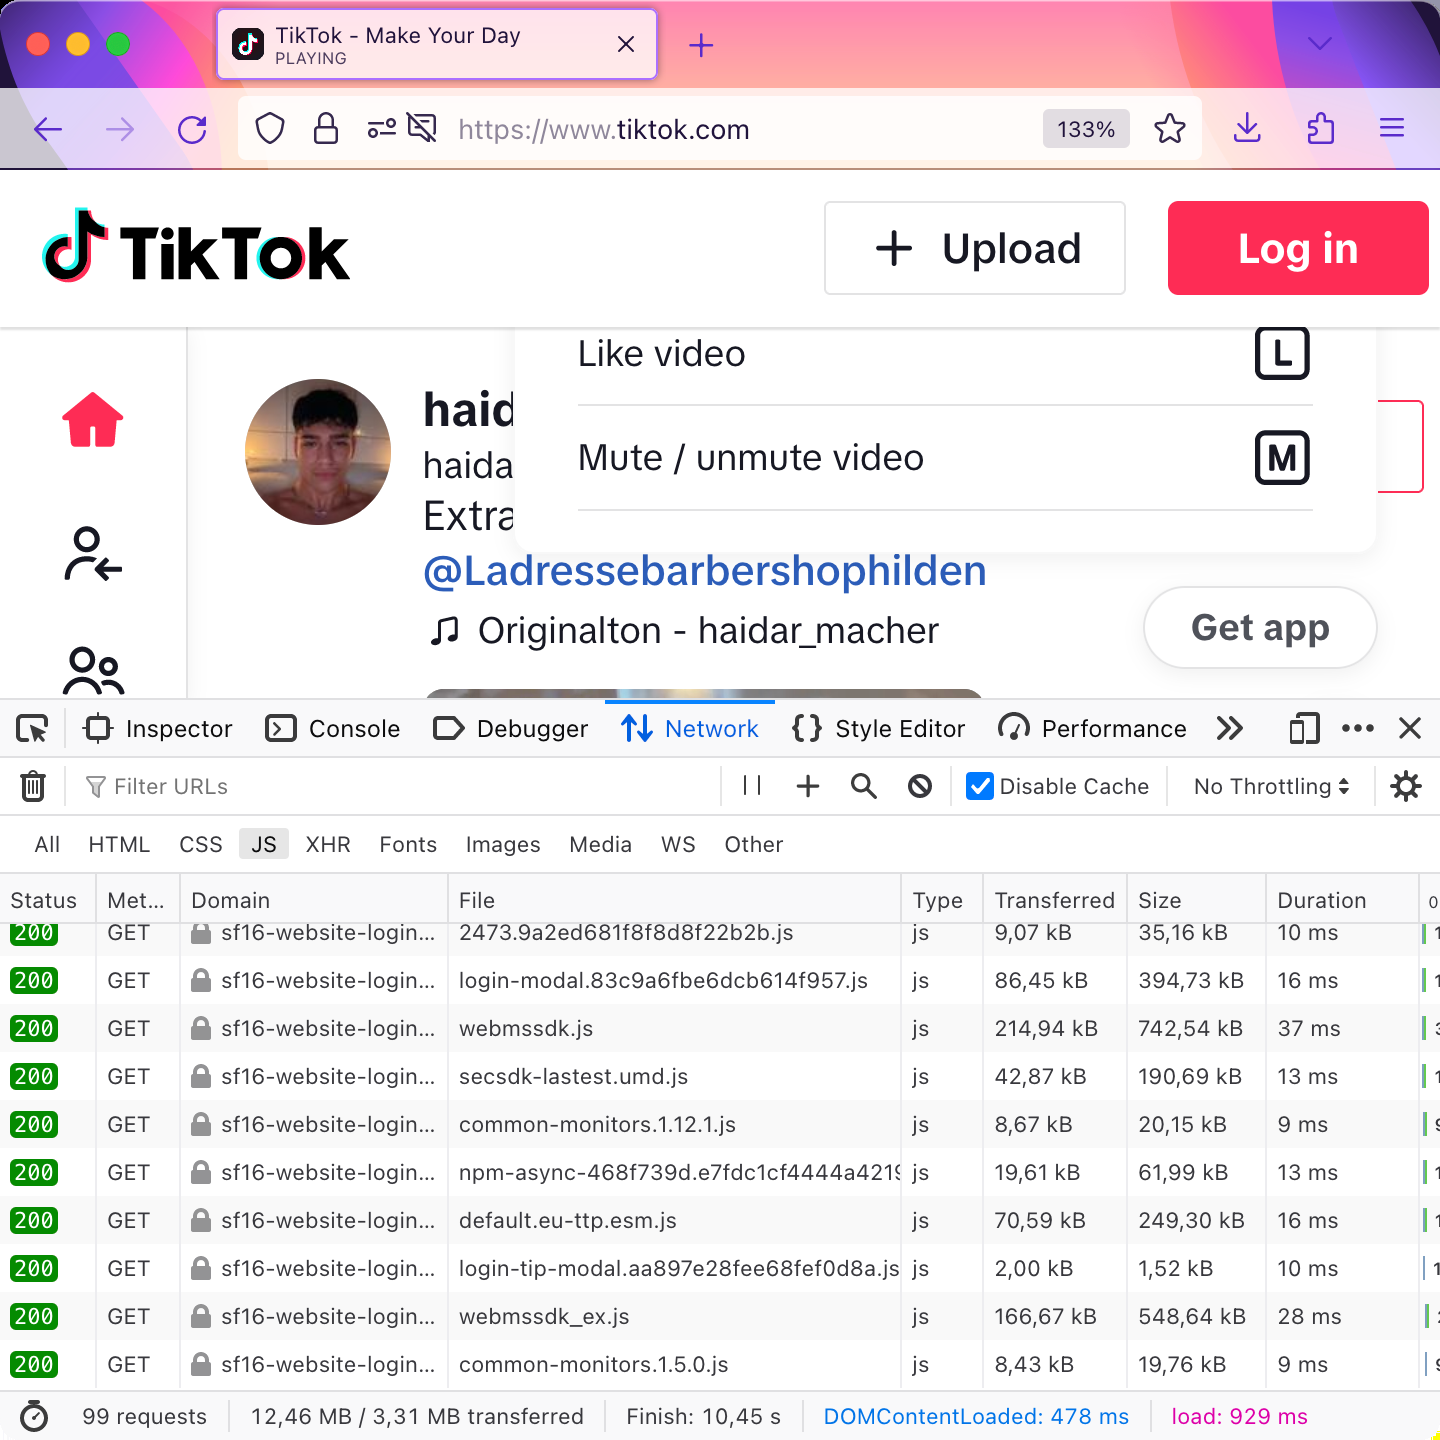 TikTok - Make Your Day
PLAYING
https://www.tiktok.com
133%
TikTok
Upload
Log in
Like video
L
Mute / unmute video
M
haid
haida
Extra
@Ladressebarbershophilden
Originalton - haidar_macher
Get app
Inspector Console Debugger Network Style Editor Performance
Filter URLs Disable Cache No Throttling
All HTML CSS JS XHR Fonts Images Media WS Other
Status Met... Domain File Type Transferred Size Duration 0
200 GET sf16-website-login... 2473.9a2ed681f8f8d8f22b2b.js js 9,07 kB 35,16 kB 10 ms
200 GET sf16-website-login... login-modal.83c9a6fbe6dcb614f957.js js 86,45 kB 394,73 kB 16 ms
200 GET sf16-website-login... webmssdk.js js 214,94 kB 742,54 kB 37 ms
200 GET sf16-website-login... secsdk-lastest.umd.js js 42,87 kB 190,69 kB 13 ms
200 GET sf16-website-login... common-monitors.1.12.1.js js 8,67 kB 20,15 kB 9 ms
200 GET sf16-website-login... npm-async-468f739d.e7fdc1cf4444a4219 js 19,61 kB 61,99 kB 13 ms
200 GET sf16-website-login... default.eu-ttp.esm.js js 70,59 kB 249,30 kB 16 ms
200 GET sf16-website-login... login-tip-modal.aa897e28fee68fef0d8a.js js 2,00 kB 1,52 kB 10 ms
200 GET sf16-website-login... webmssdk_ex.js js 166,67 kB 548,64 kB 28 ms
200 GET sf16-website-login... common-monitors.1.5.0.js js 8,43 kB 19,76 kB 9 ms
99 requests 12,46 MB / 3,31 MB transferred Finish: 10,45 s DOMContentLoaded: 478 ms load: 929 ms